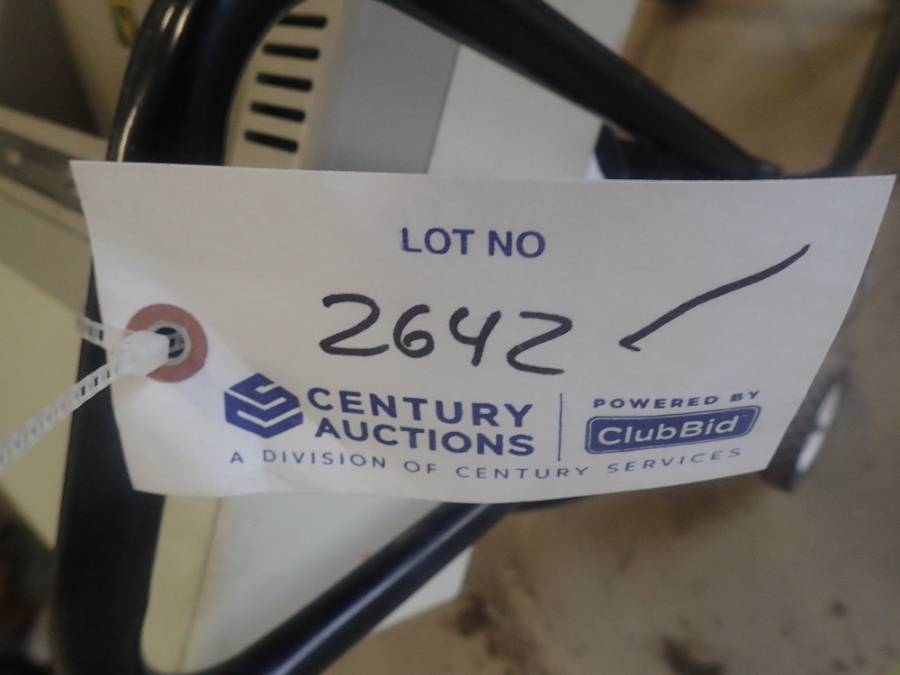 LOT NO
2642
CENTURY
AUCTIONS
POWERED BY
ClubBid
A DIVISION OF CENTURY SERVICES